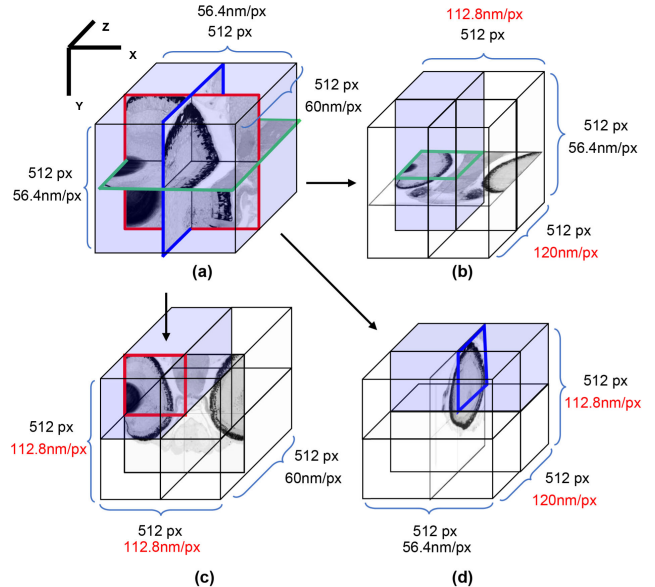 56.4nm/px
512 px
112.8nm/px
512 px
Z
X
Y
512 px
60nm/px
512 px
56.4nm/px
512 px
56.4nm/px
512 px
120nm/px
(a)
(b)
512 px
112.8nm/px
512 px
60nm/px
512 px
112.8nm/px
512 px
112.8nm/px
512 px
120nm/px
512 px
56.4nm/px
(c)
(d)